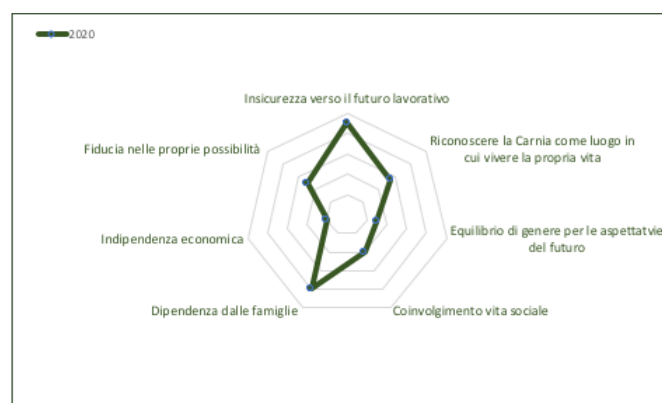 2020
Insicurezza verso il futuro lavorativo
Riconoscere la Carnia come luogo in
cui vivere la propria vita
Equilibrio di genere per le aspettatvie
del futuro
Coinvolgimento vita sociale
Dipendenza dalle famiglie
Indipendenza economica
Fiducia nelle proprie possibilità